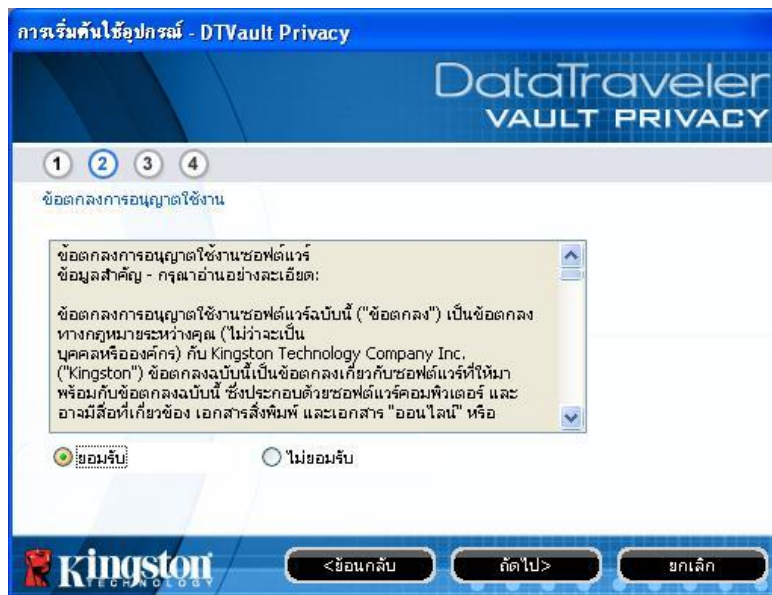 การเริ่มต้นใช้อุปกรณ์ - DTVault Privacy
DataTraveler
VAULT PRIVACY
1 2 3 4
ข้อตกลงการอนุญาตใช้งาน
ข้อตกลงการอนุญาตใช้งานซอฟต์แวร์
ข้อมูลสำคัญ - กรุณาอ่านอย่างละเอียด:
ข้อตกลงการอนุญาตใช้งานซอฟต์แวร์ฉบับนี้ ("ข้อตกลง") เป็นข้อตกลง
ทางกฎหมายระหว่างคุณ (ไม่ว่าจะเป็น
บุคคลหรือองค์กร) กับ Kingston Technology Company Inc.
("Kingston") ข้อตกลงฉบับนี้เป็นข้อตกลงเกี่ยวกับซอฟต์แวร์ที่ให้มา
พร้อมกับข้อตกลงฉบับนี้ ซึ่งประกอบด้วยซอฟต์แวร์คอมพิวเตอร์ และ
อาจมีสื่อที่เกี่ยวข้อง เอกสารสิ่งพิมพ์ และเอกสาร "ออนไลน์" หรือ
ยอมรับ ไม่ยอมรับ
Kingston
TECHNOLOGY
<ย้อนกลับ ถัดไป> ยกเลิก